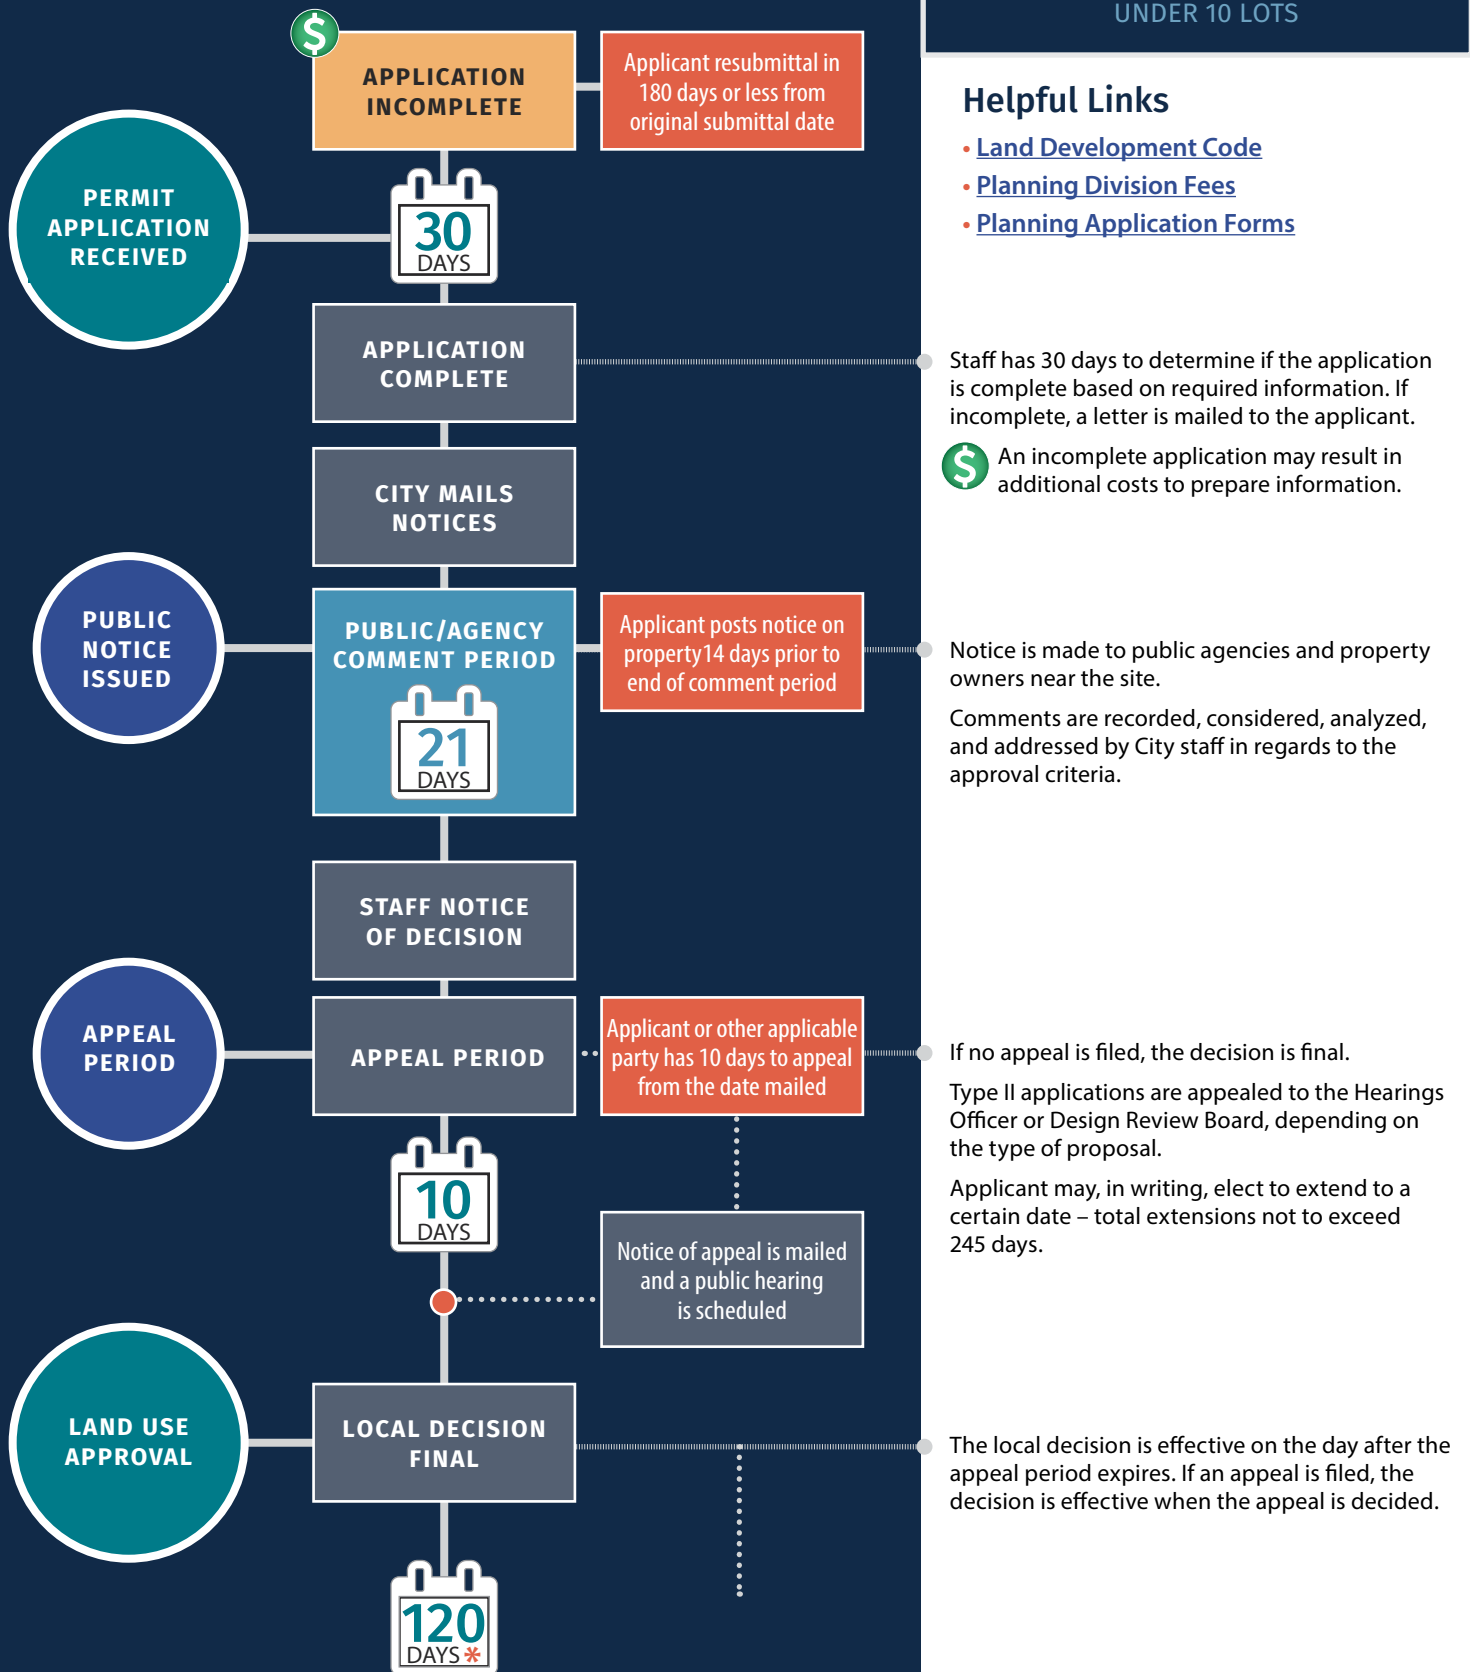 UNDER 10 LOTS
$
APPLICATION
INCOMPLETE
Applicant resubmittal in
180 days or less from
original submittal date
Helpful Links
• Land Development Code
• Planning Division Fees
• Planning Application Forms
PERMIT
APPLICATION
RECEIVED
30
DAYS
APPLICATION
COMPLETE
Staff has 30 days to determine if the application
is complete based on required information. If
incomplete, a letter is mailed to the applicant.
$
An incomplete application may result in
additional costs to prepare information.
CITY MAILS
NOTICES
PUBLIC
NOTICE
ISSUED
PUBLIC/AGENCY
COMMENT PERIOD
21
DAYS
Applicant posts notice on
property14 days prior to
end of comment period
Notice is made to public agencies and property
owners near the site.
Comments are recorded, considered, analyzed,
and addressed by City staff in regards to the
approval criteria.
STAFF NOTICE
OF DECISION
APPEAL
PERIOD
APPEAL PERIOD
Applicant or other applicable
party has 10 days to appeal
from the date mailed
If no appeal is filed, the decision is final.
Type II applications are appealed to the Hearings
Officer or Design Review Board, depending on
the type of proposal.
Applicant may, in writing, elect to extend to a
certain date – total extensions not to exceed
245 days.
10
DAYS
Notice of appeal is mailed
and a public hearing
is scheduled
LAND USE
APPROVAL
LOCAL DECISION
FINAL
The local decision is effective on the day after the
appeal period expires. If an appeal is filed, the
decision is effective when the appeal is decided.
120
DAYS *